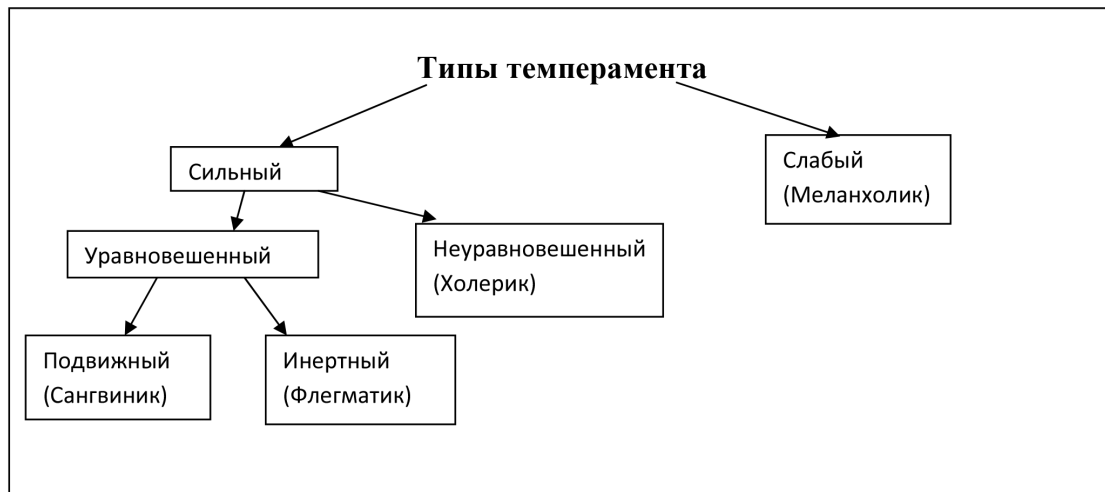 Типы темперамента
Сильный
Слабый
(Меланхолик)
Уравновешенный
Неуравновешенный
(Холерик)
Подвижный
(Сангвиник)
Инертный
(Флегматик)